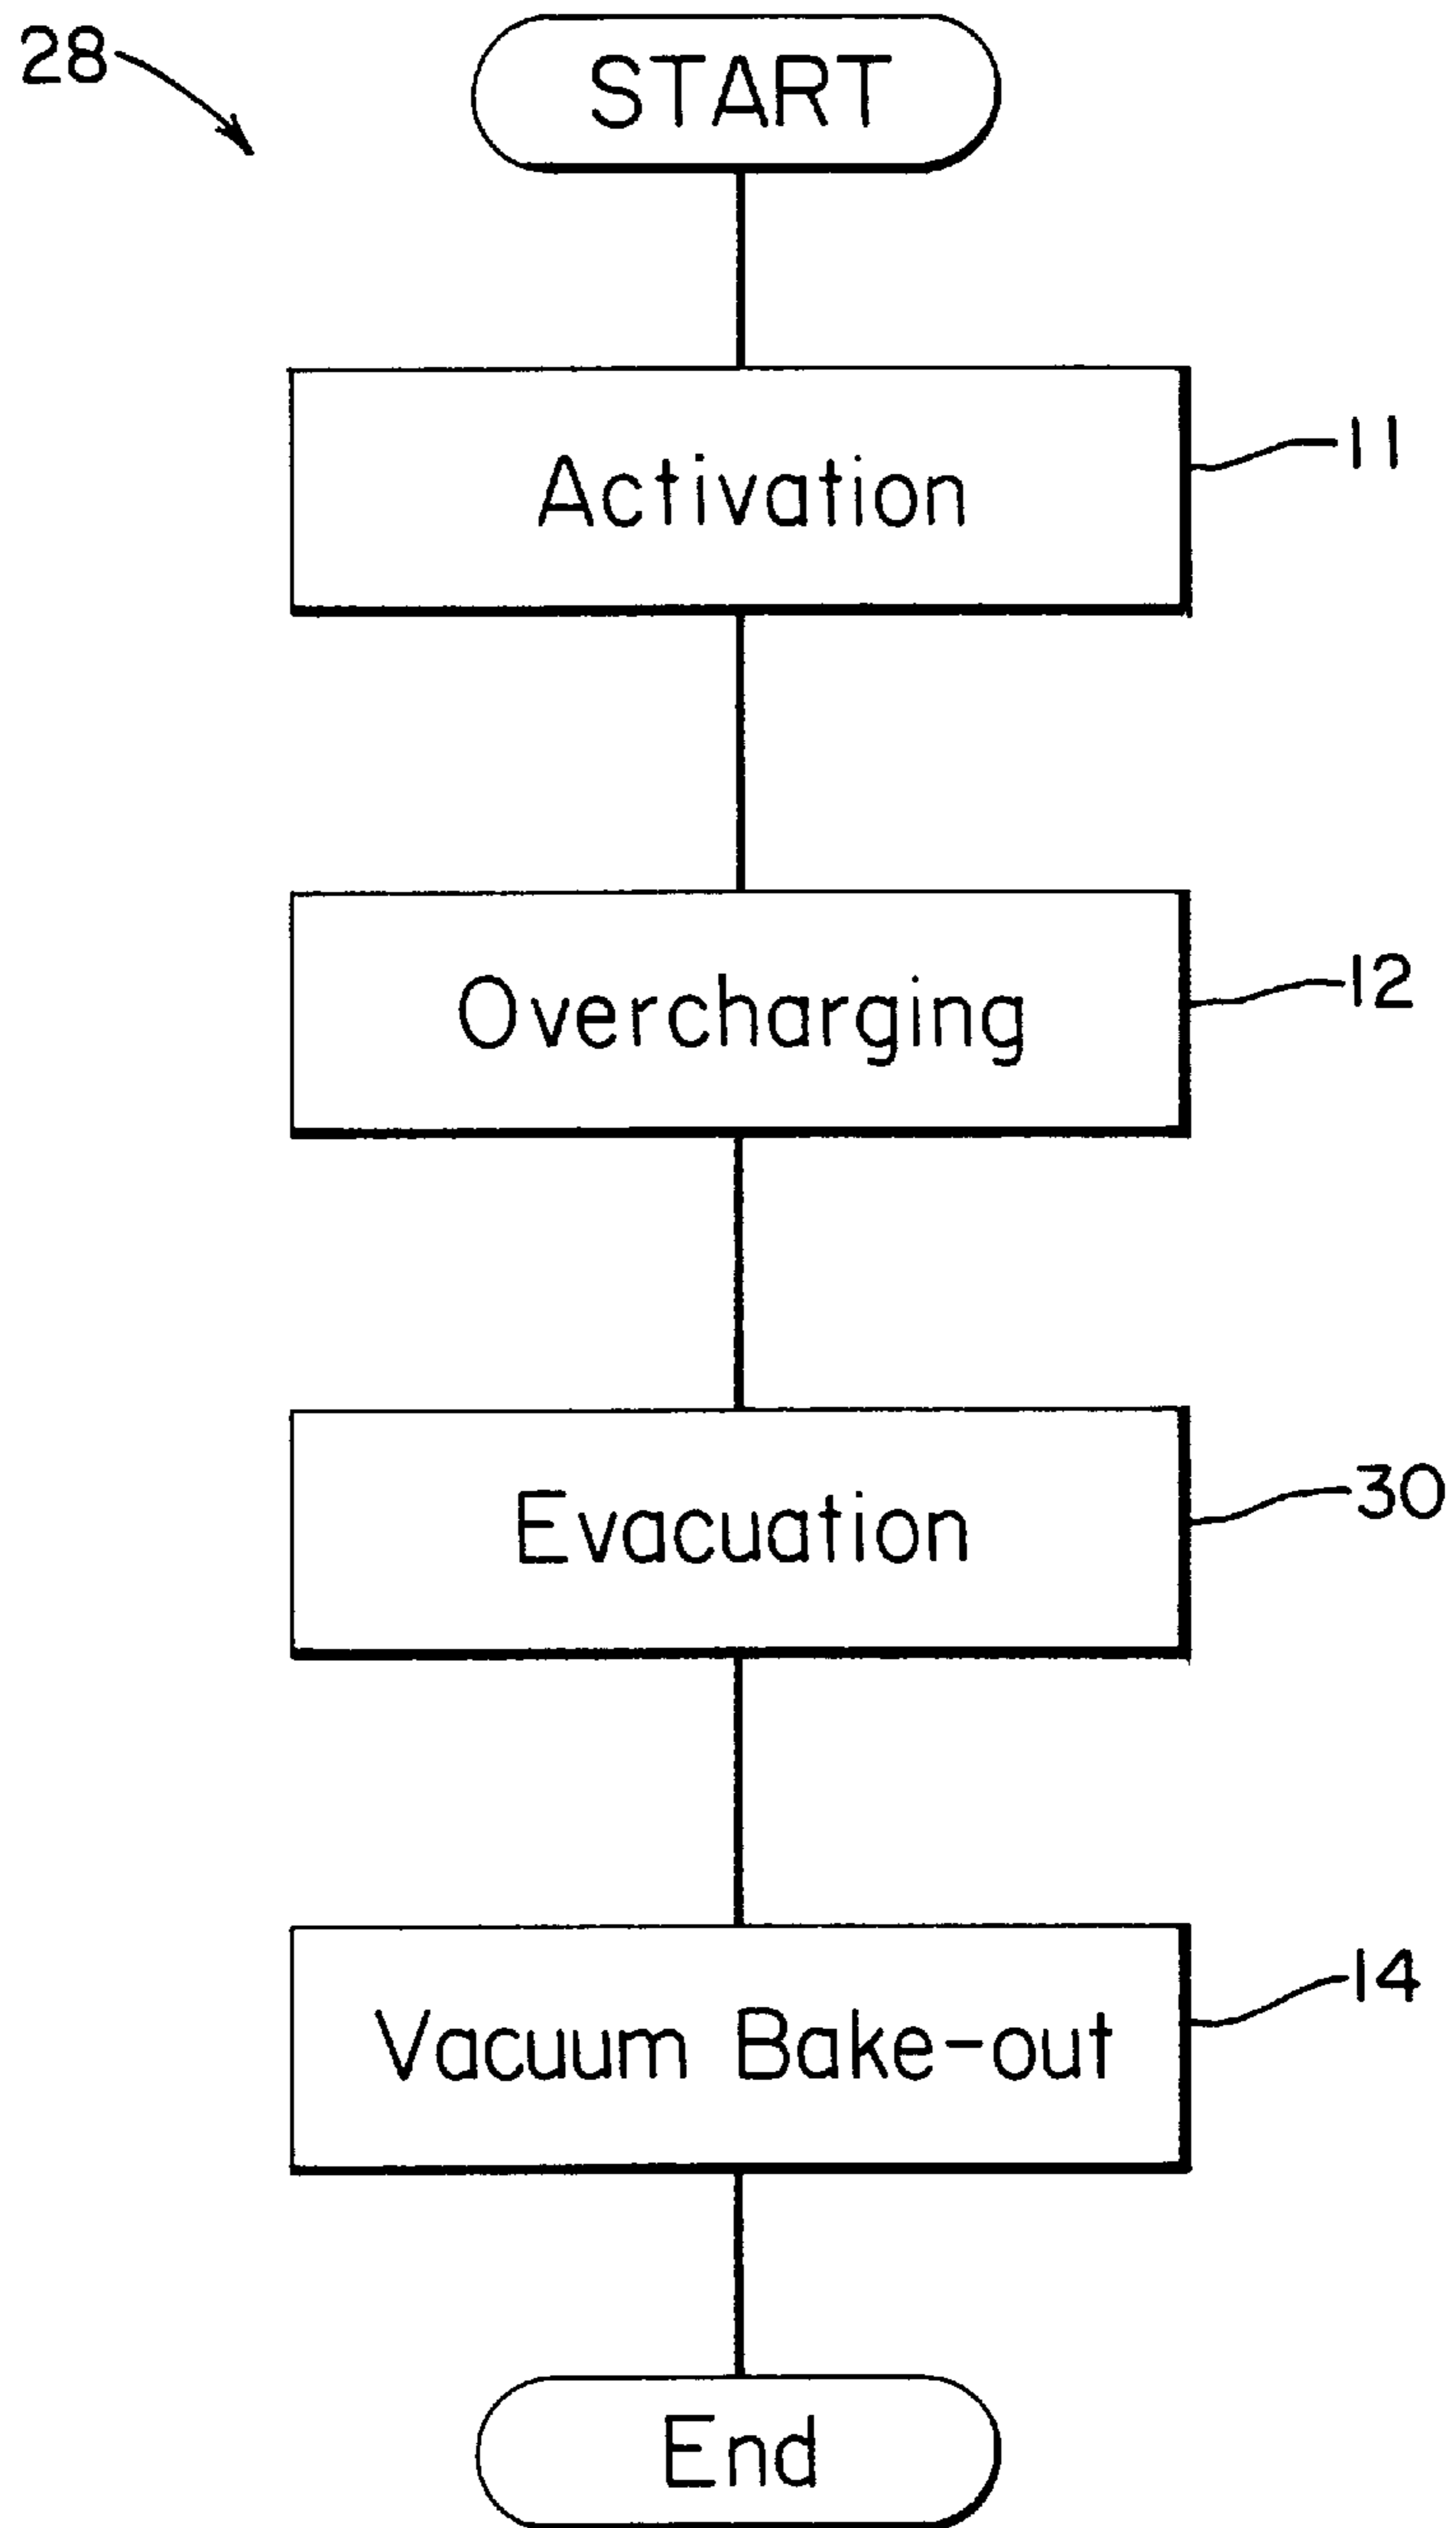 28
START
Activation
11
Overcharging
12
Evacuation
30
Vacuum Bake-out
14
End